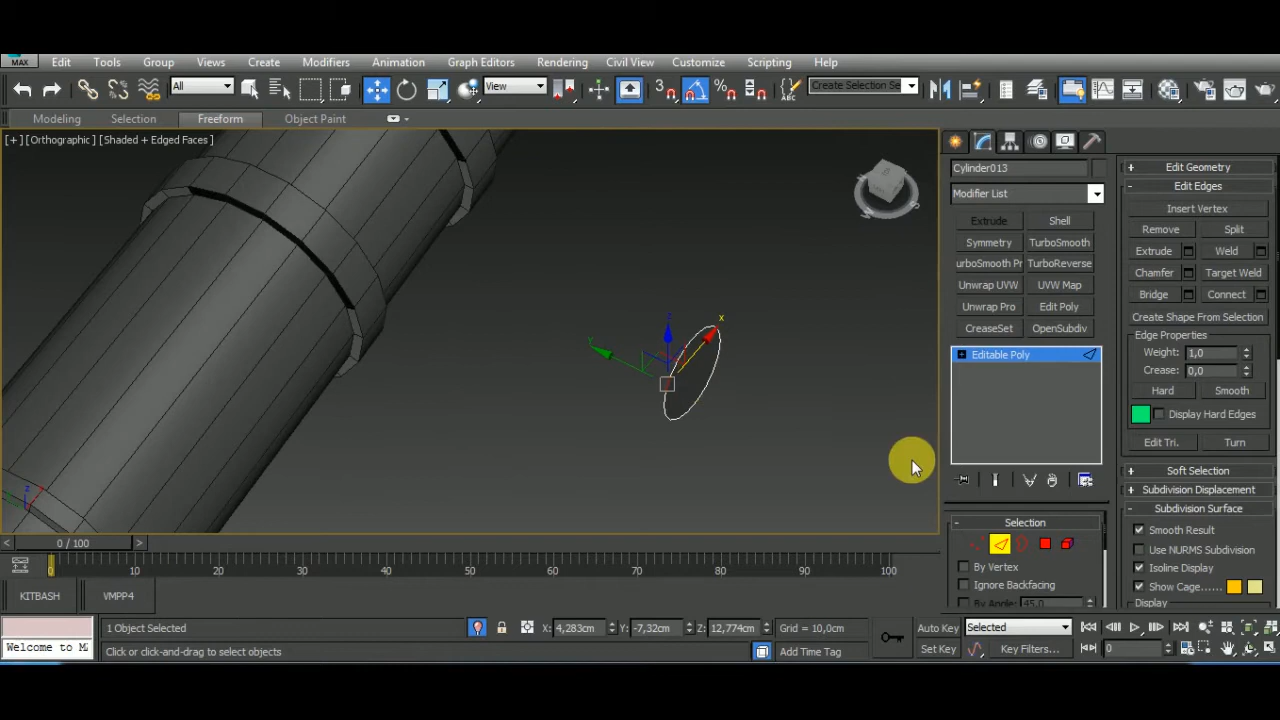 MAX Edit Tools Group Views Create Modifiers Animation Graph Editors Rendering Civil View Customize Scripting Help
All View 3 ABC Create Selection Se
Modeling Selection Freeform Object Paint
[+] [Orthographic] [Shaded + Edged Faces]
x
z
y
z
Cylinder013
Modifier List
Extrude Shell
Symmetry TurboSmooth
urboSmooth Pr TurboReverse
Unwrap UVW UVW Map
Unwrap Pro Edit Poly
CreaseSet OpenSubdiv
Editable Poly
Selection
By Vertex
Ignore Backfacing
By Angle: 45,0
+ Edit Geometry
- Edit Edges
Insert Vertex
Remove Split
Extrude Weld
Chamfer Target Weld
Bridge Connect
Create Shape From Selection
Edge Properties
Weight: 1,0
Crease: 0,0
Hard Smooth
Display Hard Edges
Edit Tri. Turn
+ Soft Selection
+ Subdivision Displacement
- Subdivision Surface
Smooth Result
Use NURMS Subdivision
Isoline Display
Show Cage......
Display
< 0 / 100 >
0 10 20 30 40 50 60 70 80 90 100
KITBASH VMPP4
1 Object Selected X: 4,283cm Y: -7,32cm Z: 12,774cm Grid = 10,0cm Auto Key Selected
Welcome to M Click or click-and-drag to select objects Add Time Tag Set Key Key Filters... 0